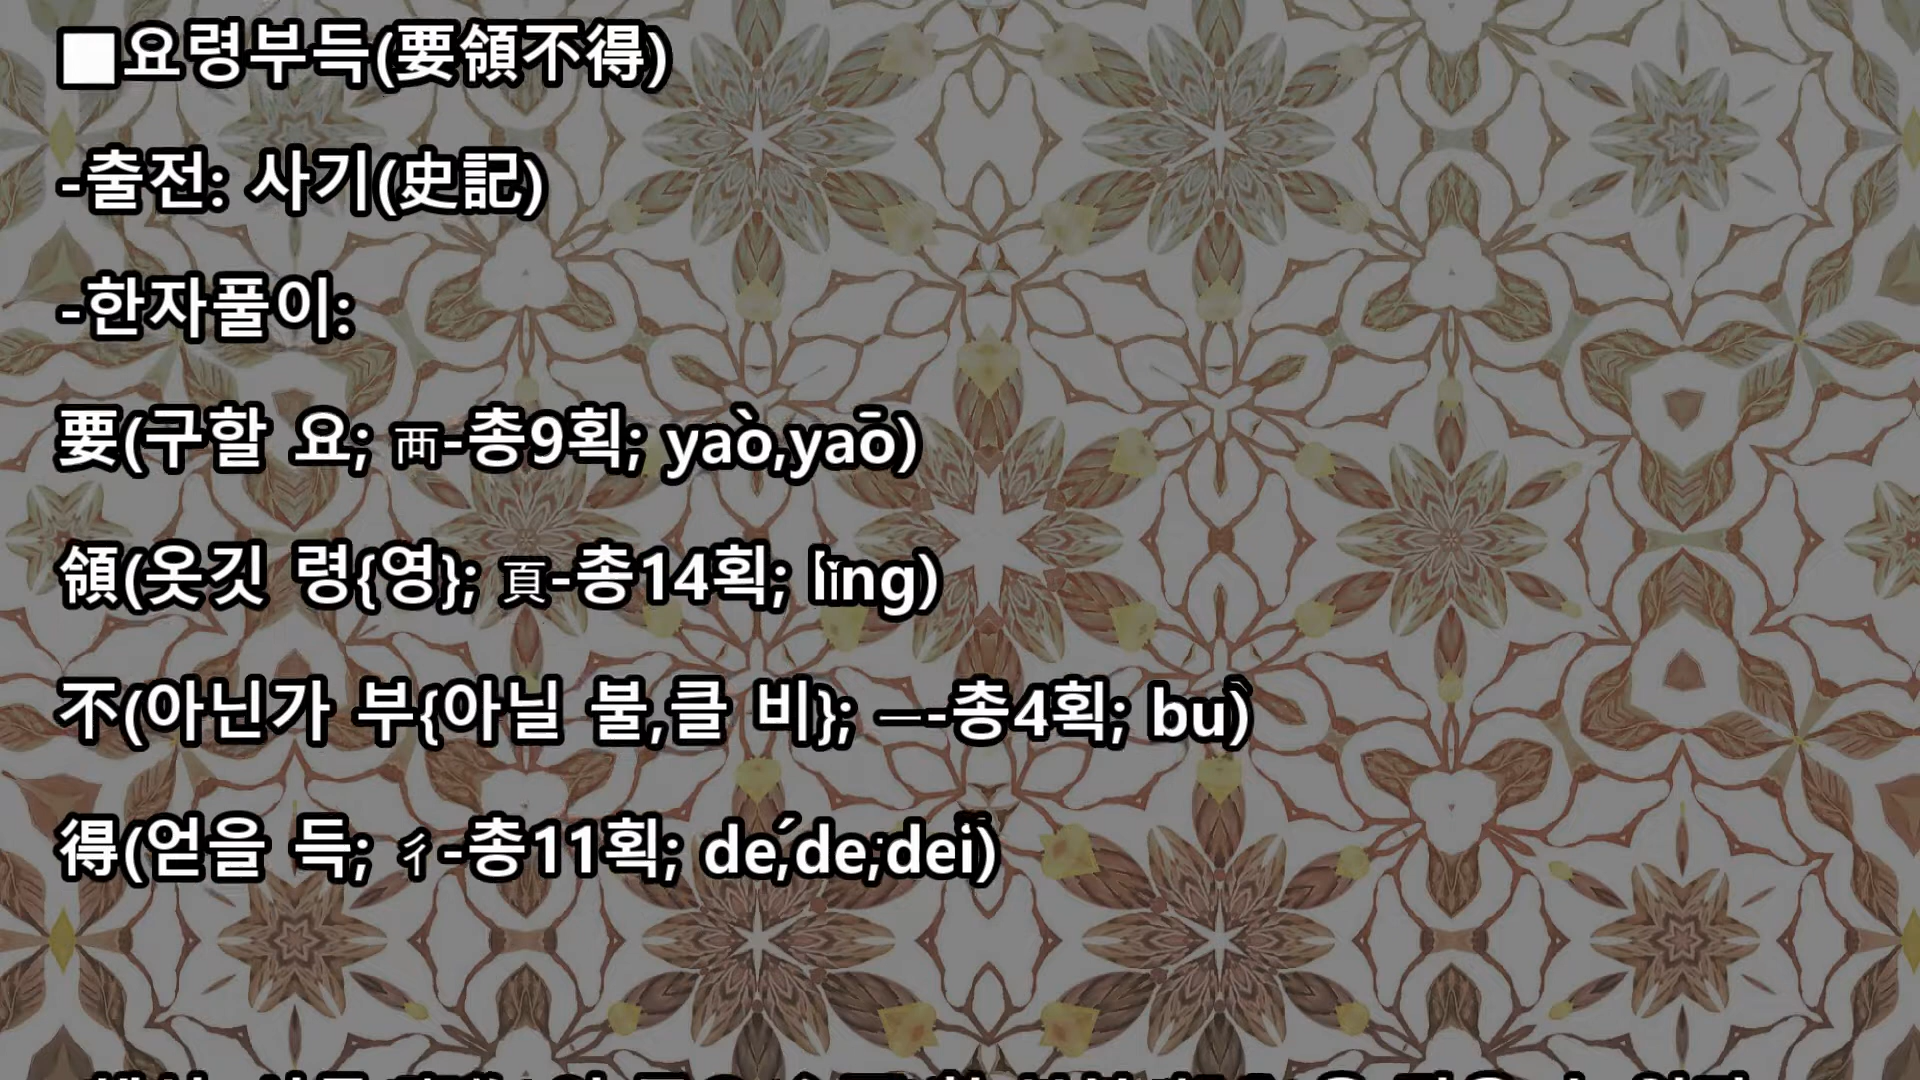 ■요령부득(要領不得)
-출전: 사기(史記)
-한자풀이:
要(구할 요; 襾-총9획; yaò,yaō)
領(옷깃 령{영}; 頁-총14획; lǐng)
不(아닌가 부{아닐 불,클 비}; 一-총4획; bù)
得(얻을 득; 彳-총11획; dé,de,děi)